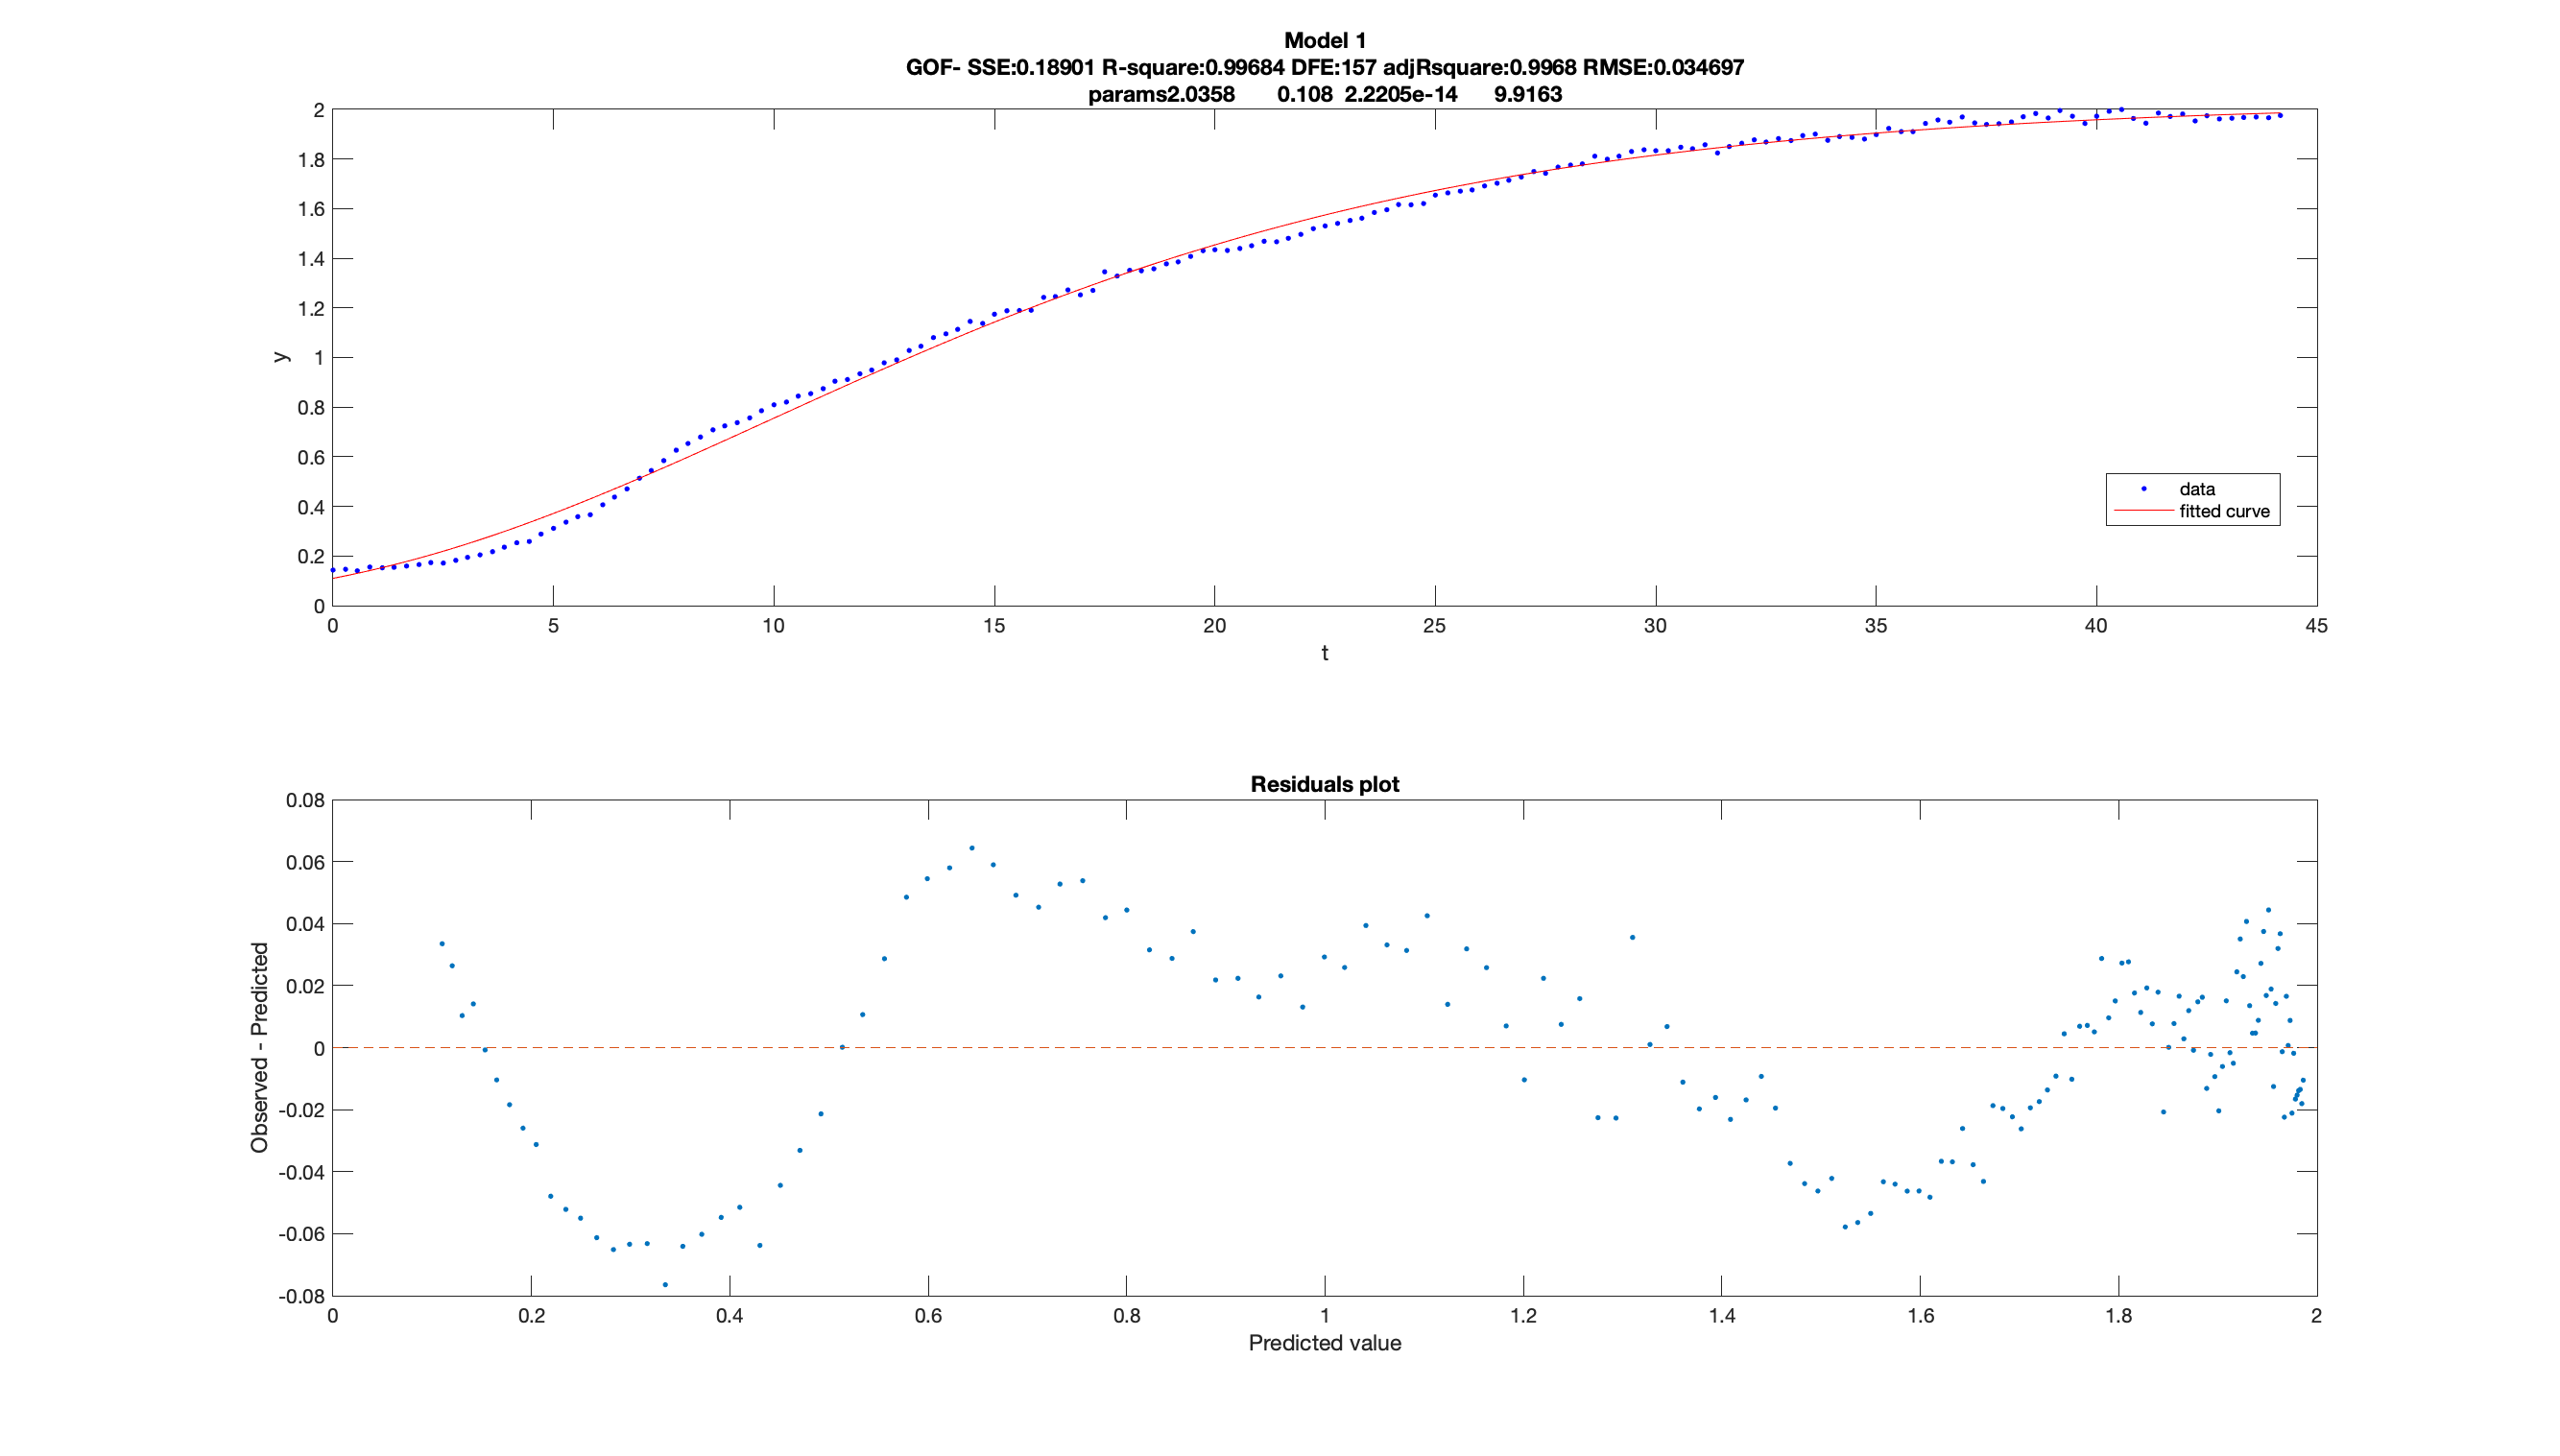 Model 1
GOF- SSE:0.18901 R-square:0.99684 DFE:157 adjRsquare:0.9968 RMSE:0.034697
params2.0358 0.108 2.2205e-14 9.9163
2
1.8
1.6
1.4
1.2
1
0.8
0.6
0.4
0.2
0
y
data
fitted curve
0 5 10 15 20 25 30 35 40 45
t
Residuals plot
0.08
0.06
0.04
0.02
0
-0.02
-0.04
-0.06
-0.08
Observed - Predicted
0 0.2 0.4 0.6 0.8 1 1.2 1.4 1.6 1.8 2
Predicted value